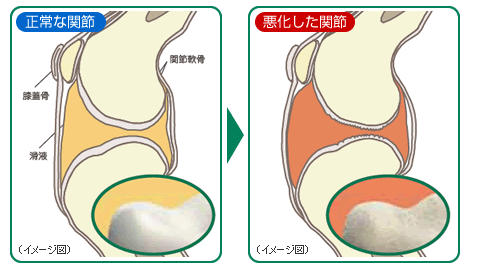 正常な関節
関節軟骨
膝蓋骨
滑液
（イメージ図）
悪化した関節
（イメージ図）